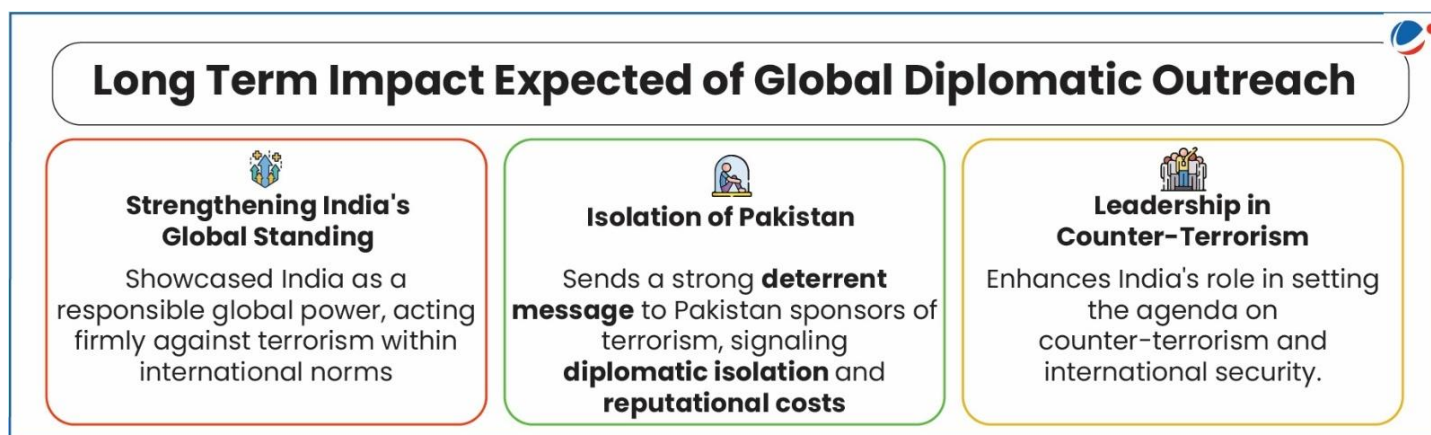 Long Term Impact Expected of Global Diplomatic Outreach
Strengthening India's
Global Standing
Showcased India as a
responsible global power, acting
firmly against terrorism within
international norms
Isolation of Pakistan
Sends a strong deterrent
message to Pakistan sponsors of
terrorism, signaling
diplomatic isolation and
reputational costs
Leadership in
Counter-Terrorism
Enhances India's role in setting
the agenda on
counter-terrorism and
international security.